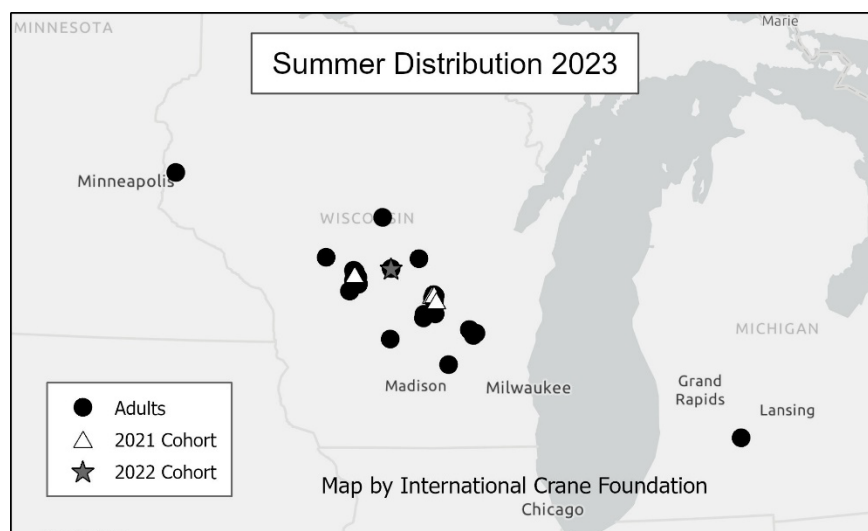 MINNESOTA
Marie
Summer Distribution 2023
Minneapolis
WISCONSIN
MICHIGAN
Madison
Milwaukee
Grand
Rapids
Lansing
Adults
2021 Cohort
2022 Cohort
Map by International Crane Foundation
Chicago